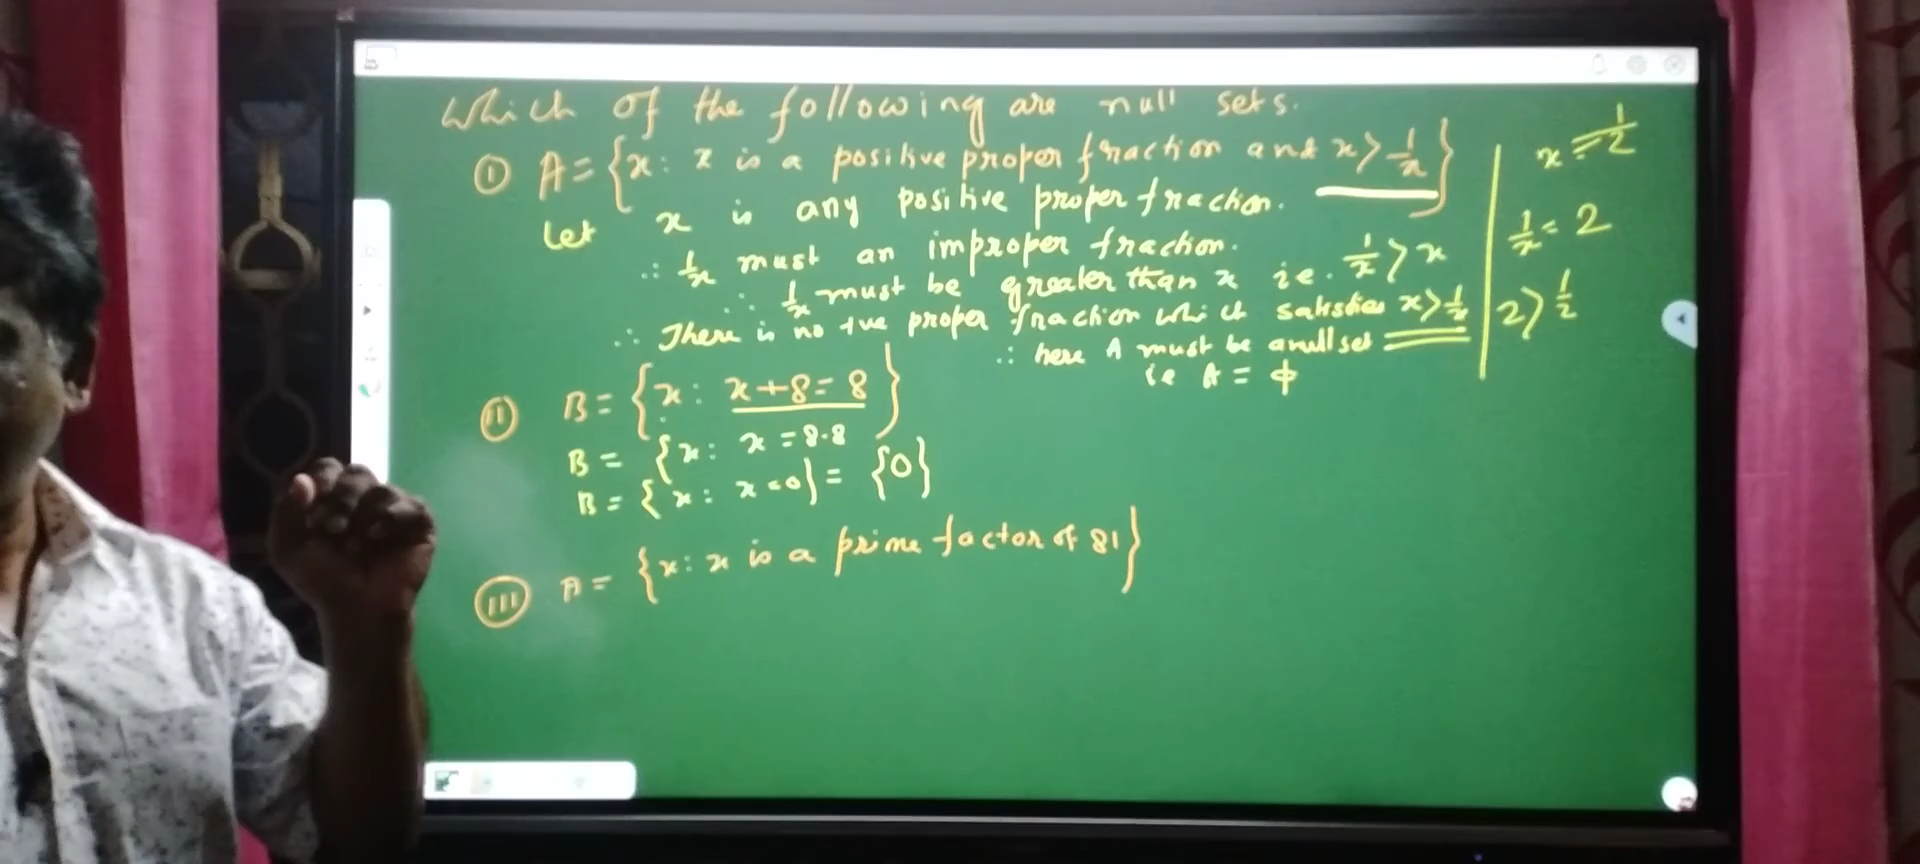 Which of the following are null sets.
① A = {x : x is a positive proper fraction and x > 1/x}
Let x is any positive proper fraction.
∴ 1/x must an improper fraction.
∴ 1/x must be greater than x ie. 1/x > x
∴ There is no +ve proper fraction which satisfies x > 1/x
∴ here A must be a null set
ie A = ϕ
x = 1/2
1/x = 2
2 > 1/2
ⓘⓘ B = {x : x + 8 = 8}
B = {x : x = 8-8
B = {x : x = 0} = {0}
ⓘⓘⓘ A = {x : x is a prime factor of 81}